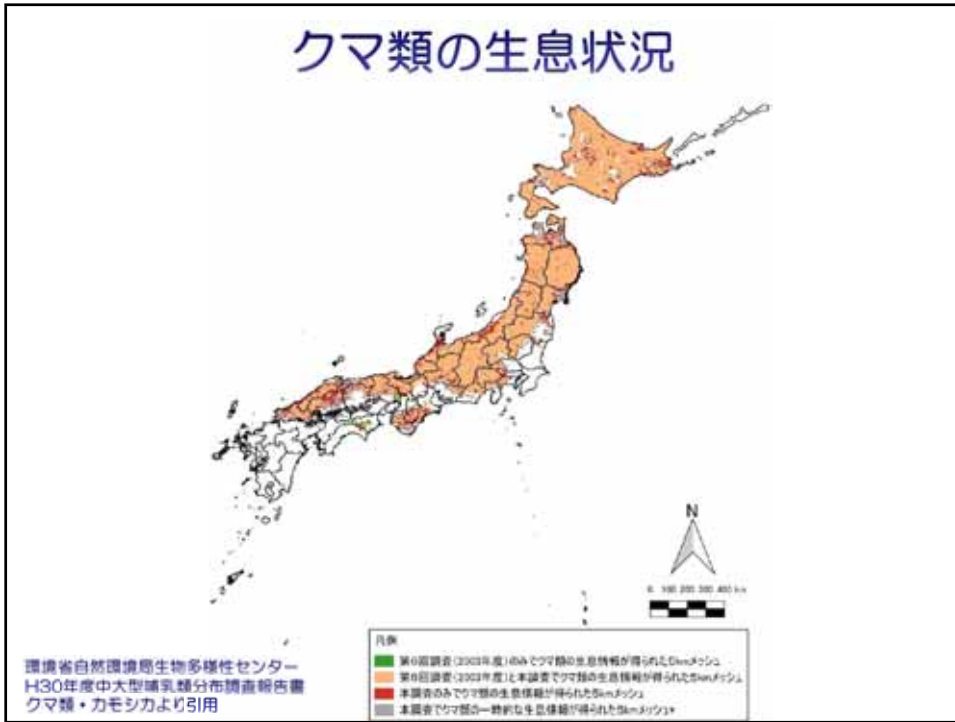 クマ類の生息状況
N
0 100 200 300 400 km
凡例
第6回調査(2003年度)のみでクマ類の生息情報が得られた5kmメッシュ
第6回調査(2003年度)と本調査でクマ類の生息情報が得られた5kmメッシュ
本調査のみでクマ類の生息情報が得られた5kmメッシュ
本調査でクマ類の一時的な生息情報が得られた5kmメッシュ*
環境省自然環境局生物多様性センター
H30年度中大型哺乳類分布調査報告書
クマ類・カモシカより引用